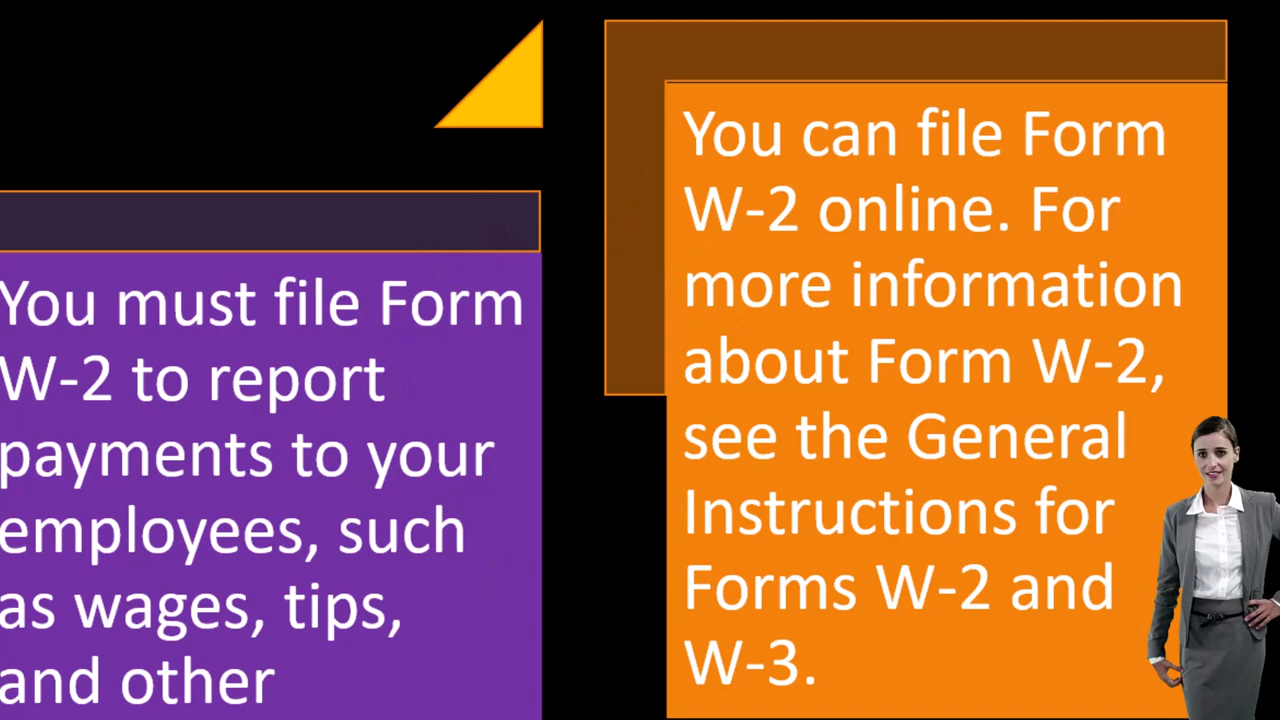 You must file Form
W-2 to report
payments to your
employees, such
as wages, tips,
and other
You can file Form
W-2 online. For
more information
about Form W-2,
see the General
Instructions for
Forms W-2 and
W-3.